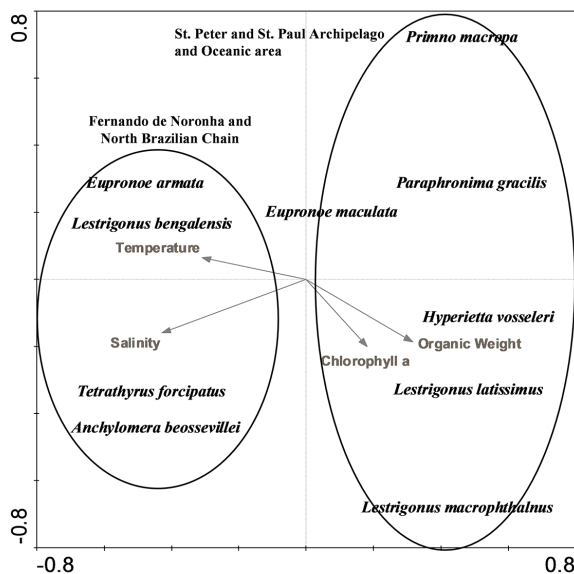 0.8
St. Peter and St. Paul Archipelago
and Oceanic area
Primno macropa
Fernando de Noronha and
North Brazilian Chain
Eupronoe armata
Paraphronima gracilis
Lestrigonus bengalensis
Eupronoe maculata
Temperature
Hyperietta vosseleri
Salinity
Organic Weight
Chlorophyll a
Tetrathyrus forcipatus
Lestrigonus latissimus
Anchylomera beossevillei
Lestrigonus macrophthalnus
-0.8
-0.8
0.8